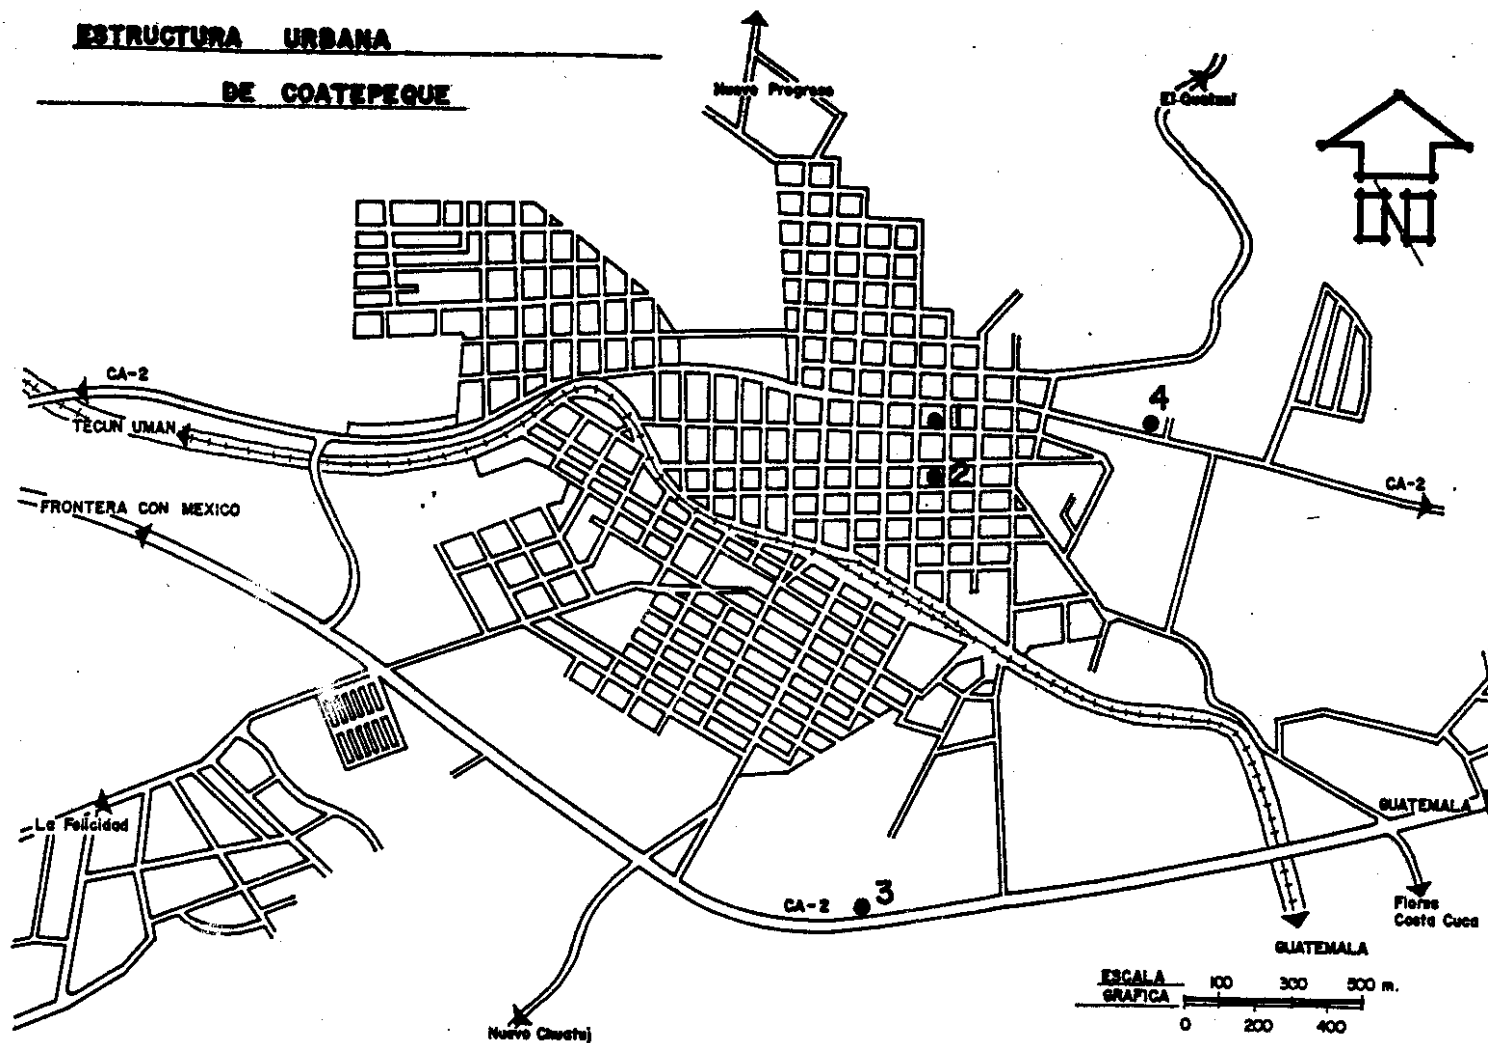 ESTRUCTURA URBANA
DE COATEPEQUE
Nuevo Progreso
El Quetzal
N
CA-2
TECUN UMAN
FRONTERA CON MEXICO
1
2
4
CA-2
La Felicidad
GUATEMALA
CA-2
3
Flores
Costa Cuca
GUATEMALA
Nuevo Chuatuj
ESCALA
GRAFICA
100 300 500 m.
0 200 400